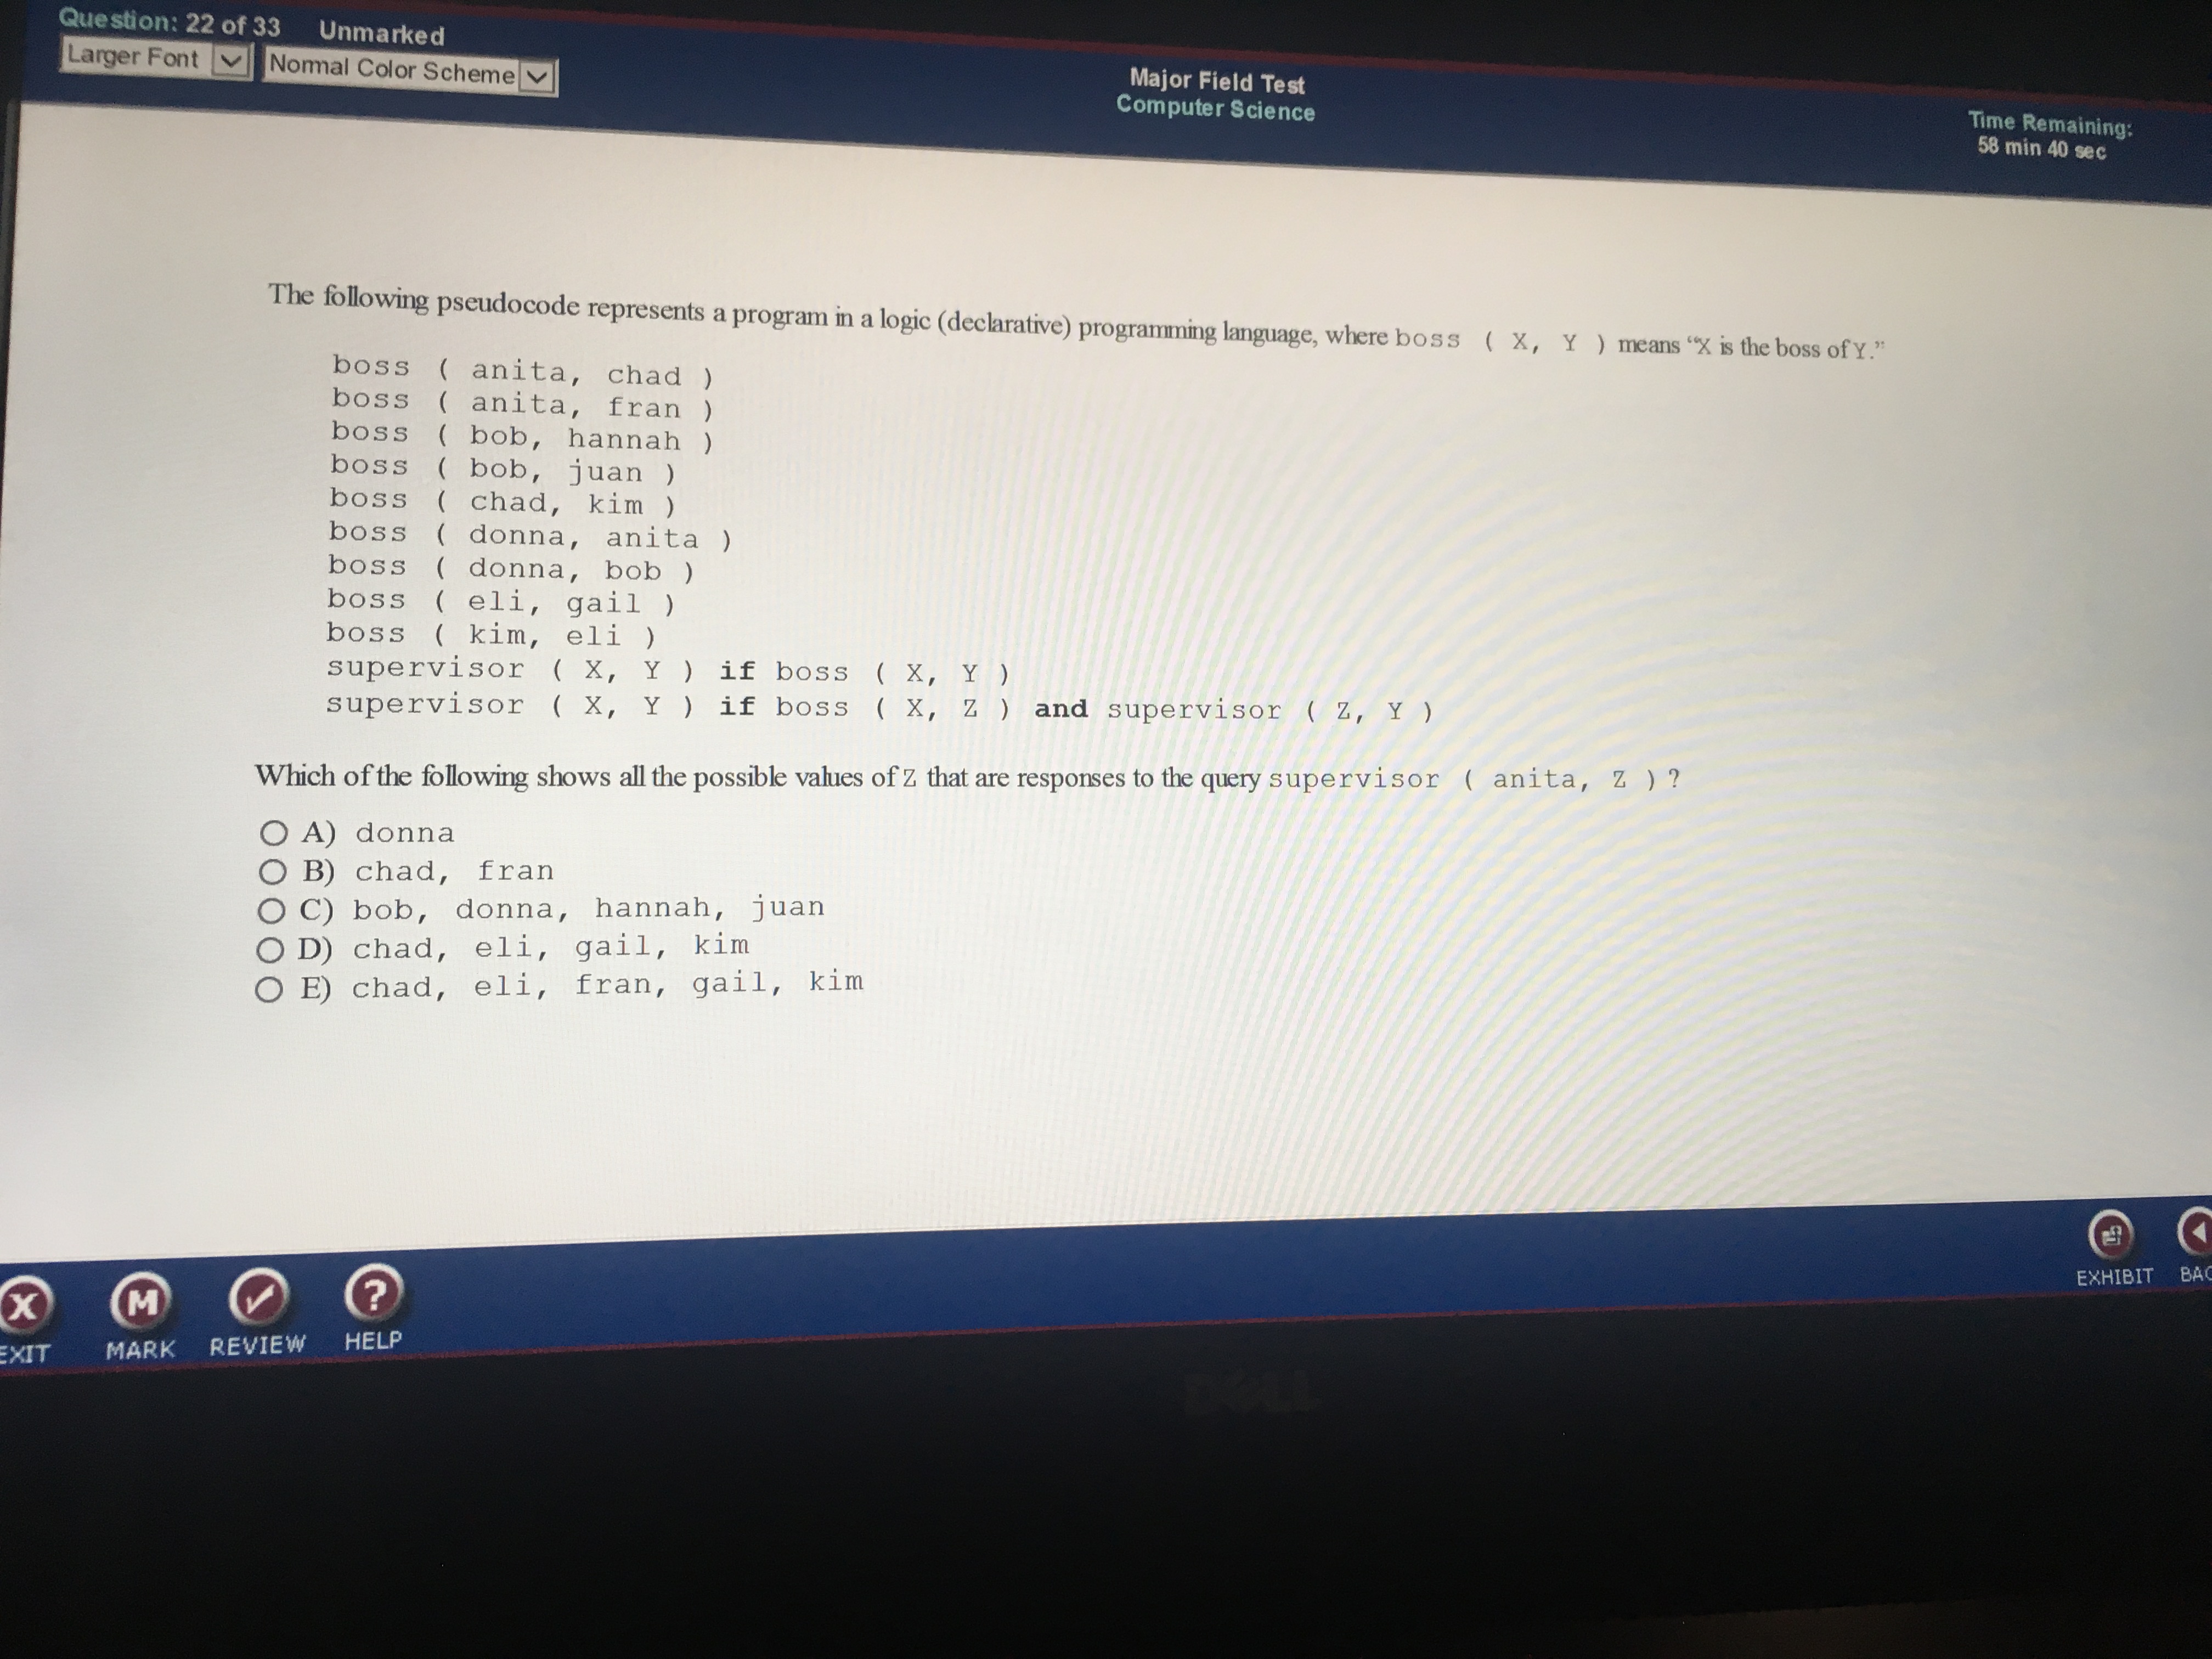 Question: 22 of 33 Unmarked
Larger Font Normal Color Scheme
Major Field Test
Computer Science
Time Remaining:
58 min 40 sec
The following pseudocode represents a program in a logic (declarative) programming language, where boss ( X, Y ) means “X is the boss of Y.”
boss ( anita, chad )
boss ( anita, fran )
boss ( bob, hannah )
boss ( bob, juan )
boss ( chad, kim )
boss ( donna, anita )
boss ( donna, bob )
boss ( eli, gail )
boss ( kim, eli )
supervisor ( X, Y ) if boss ( X, Y )
supervisor ( X, Y ) if boss ( X, Z ) and supervisor ( Z, Y )
Which of the following shows all the possible values of Z that are responses to the query supervisor ( anita, Z ) ?
A) donna
B) chad, fran
C) bob, donna, hannah, juan
D) chad, eli, gail, kim
E) chad, eli, fran, gail, kim
X M ?
EXIT MARK REVIEW HELP
EXHIBIT BAC
DELL